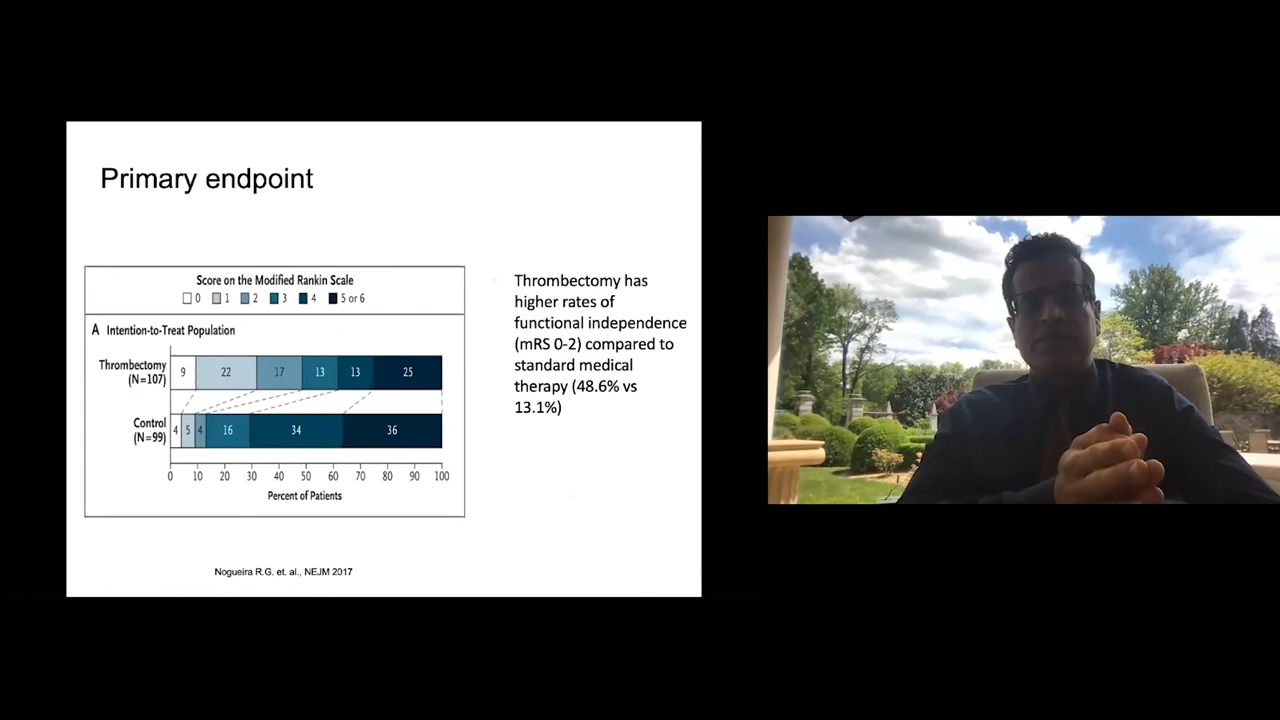 Primary endpoint
Score on the Modified Rankin Scale
0 1 2 3 4 5 or 6
A Intention-to-Treat Population
Thrombectomy
(N=107)
9 22 17 13 13 25
Control
(N=99)
4 5 4 16 34 36
0 10 20 30 40 50 60 70 80 90 100
Percent of Patients
Thrombectomy has
higher rates of
functional independence
(mRS 0-2) compared to
standard medical
therapy (48.6% vs
13.1%)
Nogueira R.G. et. al., NEJM 2017